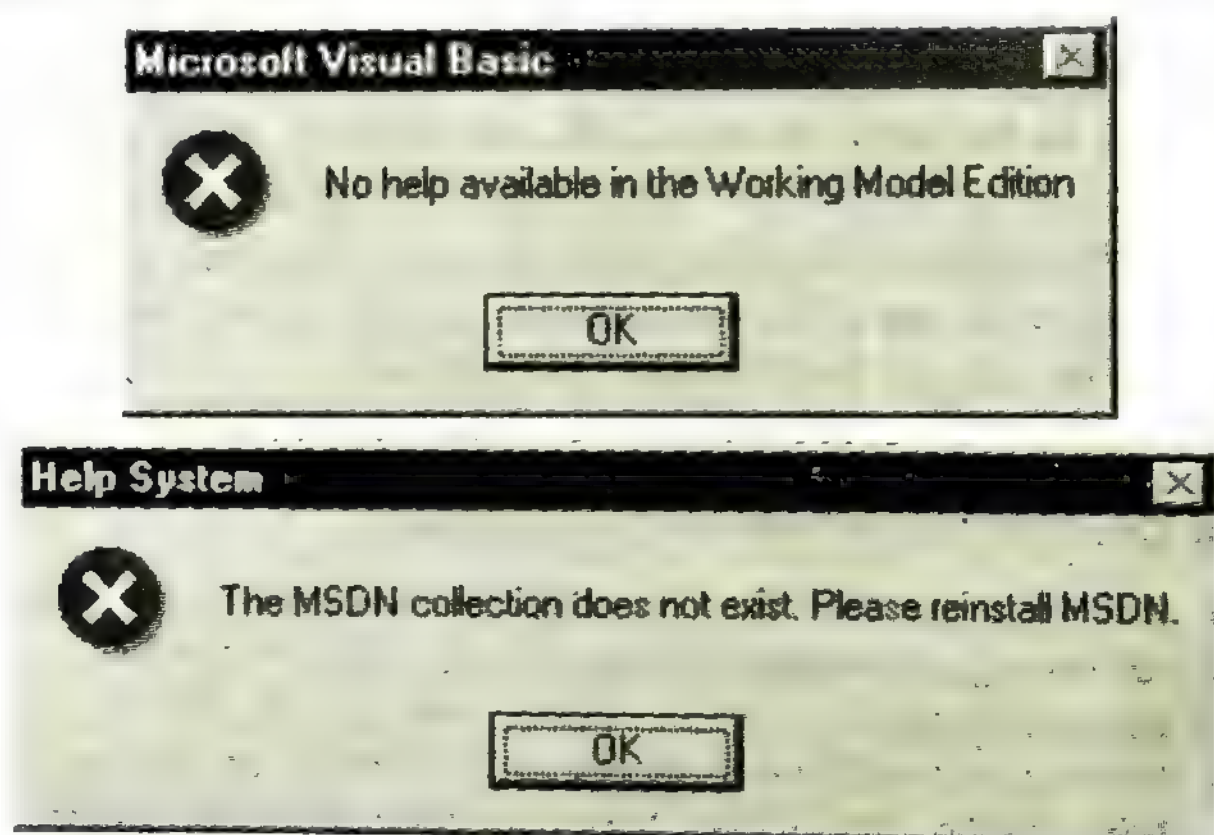 Microsoft Visual Basic
No help available in the Working Model Edition
OK
Help System
The MSDN collection does not exist. Please reinstall MSDN.
OK